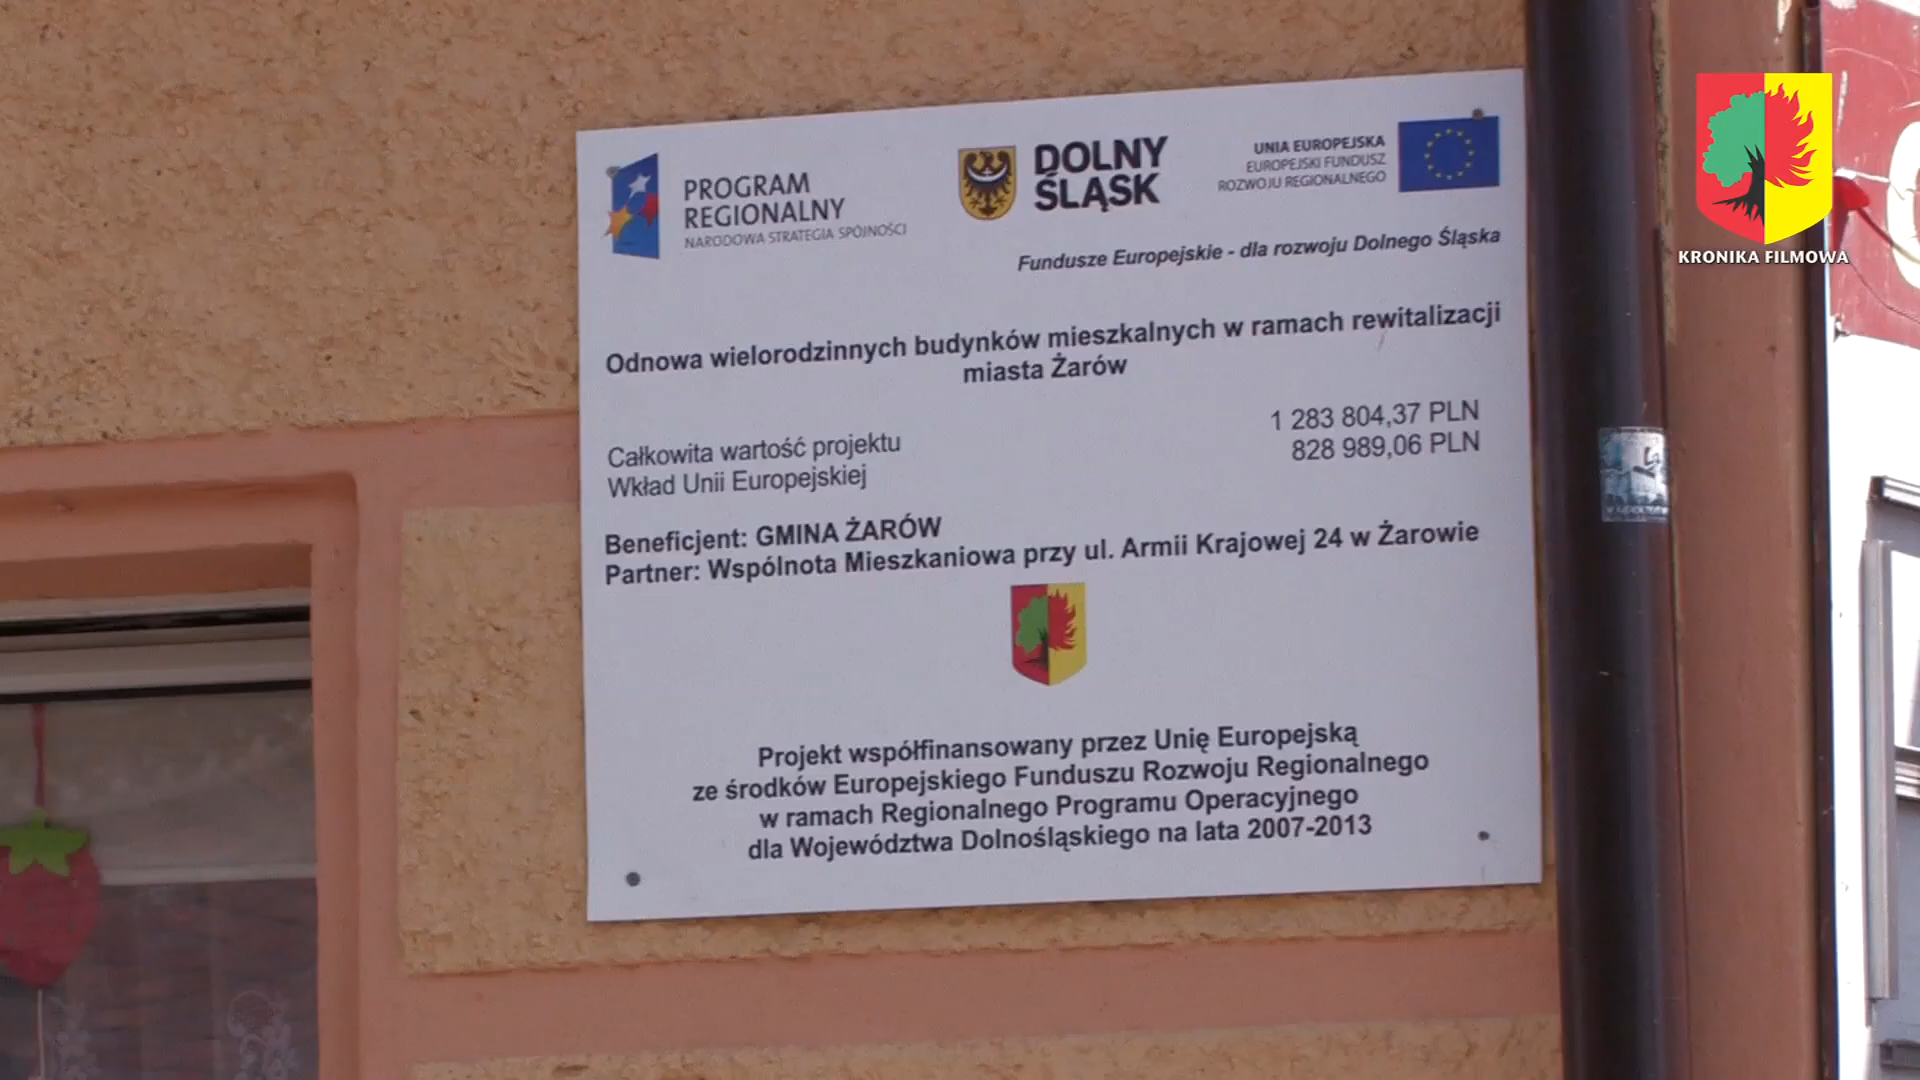 PROGRAM
REGIONALNY
NARODOWA STRATEGIA SPÓJNOŚCI
DOLNY
ŚLĄSK
UNIA EUROPEJSKA
EUROPEJSKI FUNDUSZ
ROZWOJU REGIONALNEGO
KRONIKA FILMOWA
Fundusze Europejskie - dla rozwoju Dolnego Śląska
Odnowa wielorodzinnych budynków mieszkalnych w ramach rewitalizacji
miasta Żarów
Całkowita wartość projektu 1 283 804,37 PLN
Wkład Unii Europejskiej 828 989,06 PLN
Beneficjent: GMINA ŻARÓW
Partner: Wspólnota Mieszkaniowa przy ul. Armii Krajowej 24 w Żarowie
Projekt współfinansowany przez Unię Europejską
ze środków Europejskiego Funduszu Rozwoju Regionalnego
w ramach Regionalnego Programu Operacyjnego
dla Województwa Dolnośląskiego na lata 2007-2013